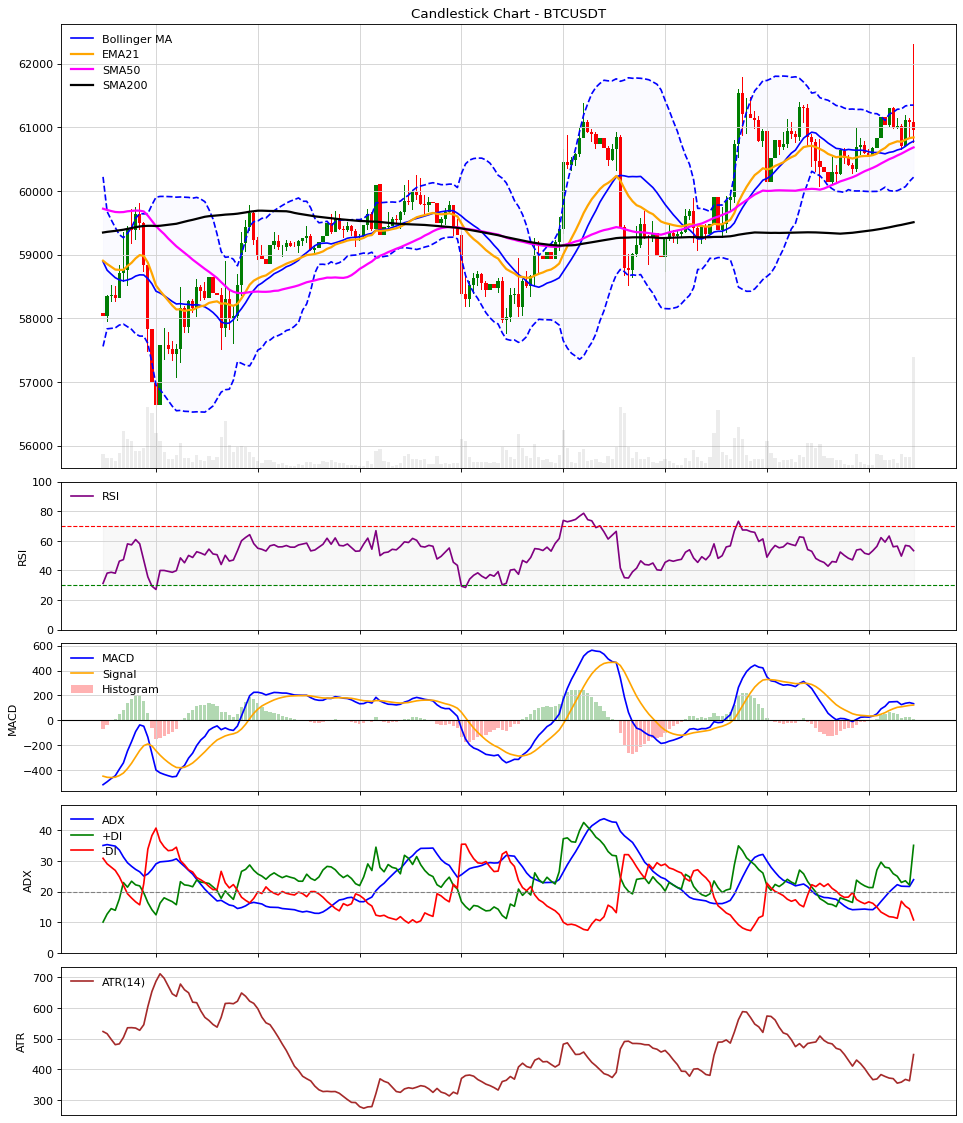 Candlestick Chart - BTCUSDT
Bollinger MA
EMA21
SMA50
SMA200
62000
61000
60000
59000
58000
57000
56000
RSI
RSI
100
80
60
40
20
0
MACD
Signal
Histogram
MACD
600
400
200
0
−200
−400
ADX
+DI
-DI
ADX
40
30
20
10
0
ATR(14)
ATR
700
600
500
400
300